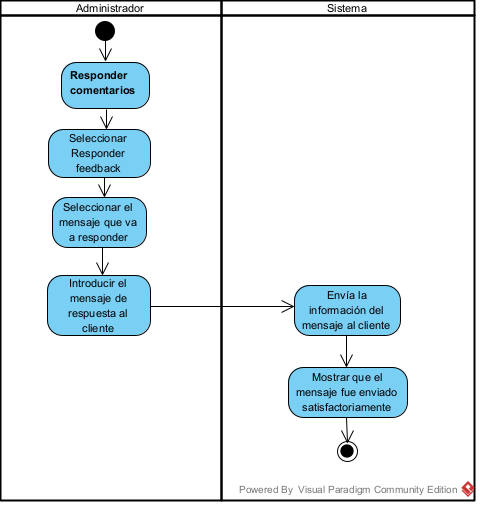 Administrador
Sistema
Responder
comentarios
Seleccionar
Responder
feedback
Seleccionar el
mensaje que va
a responder
Introducir el
mensaje de
respuesta al
cliente
Envía la
información del
mensaje al cliente
Mostrar que el
mensaje fue enviado
satisfactoriamente
Powered By Visual Paradigm Community Edition